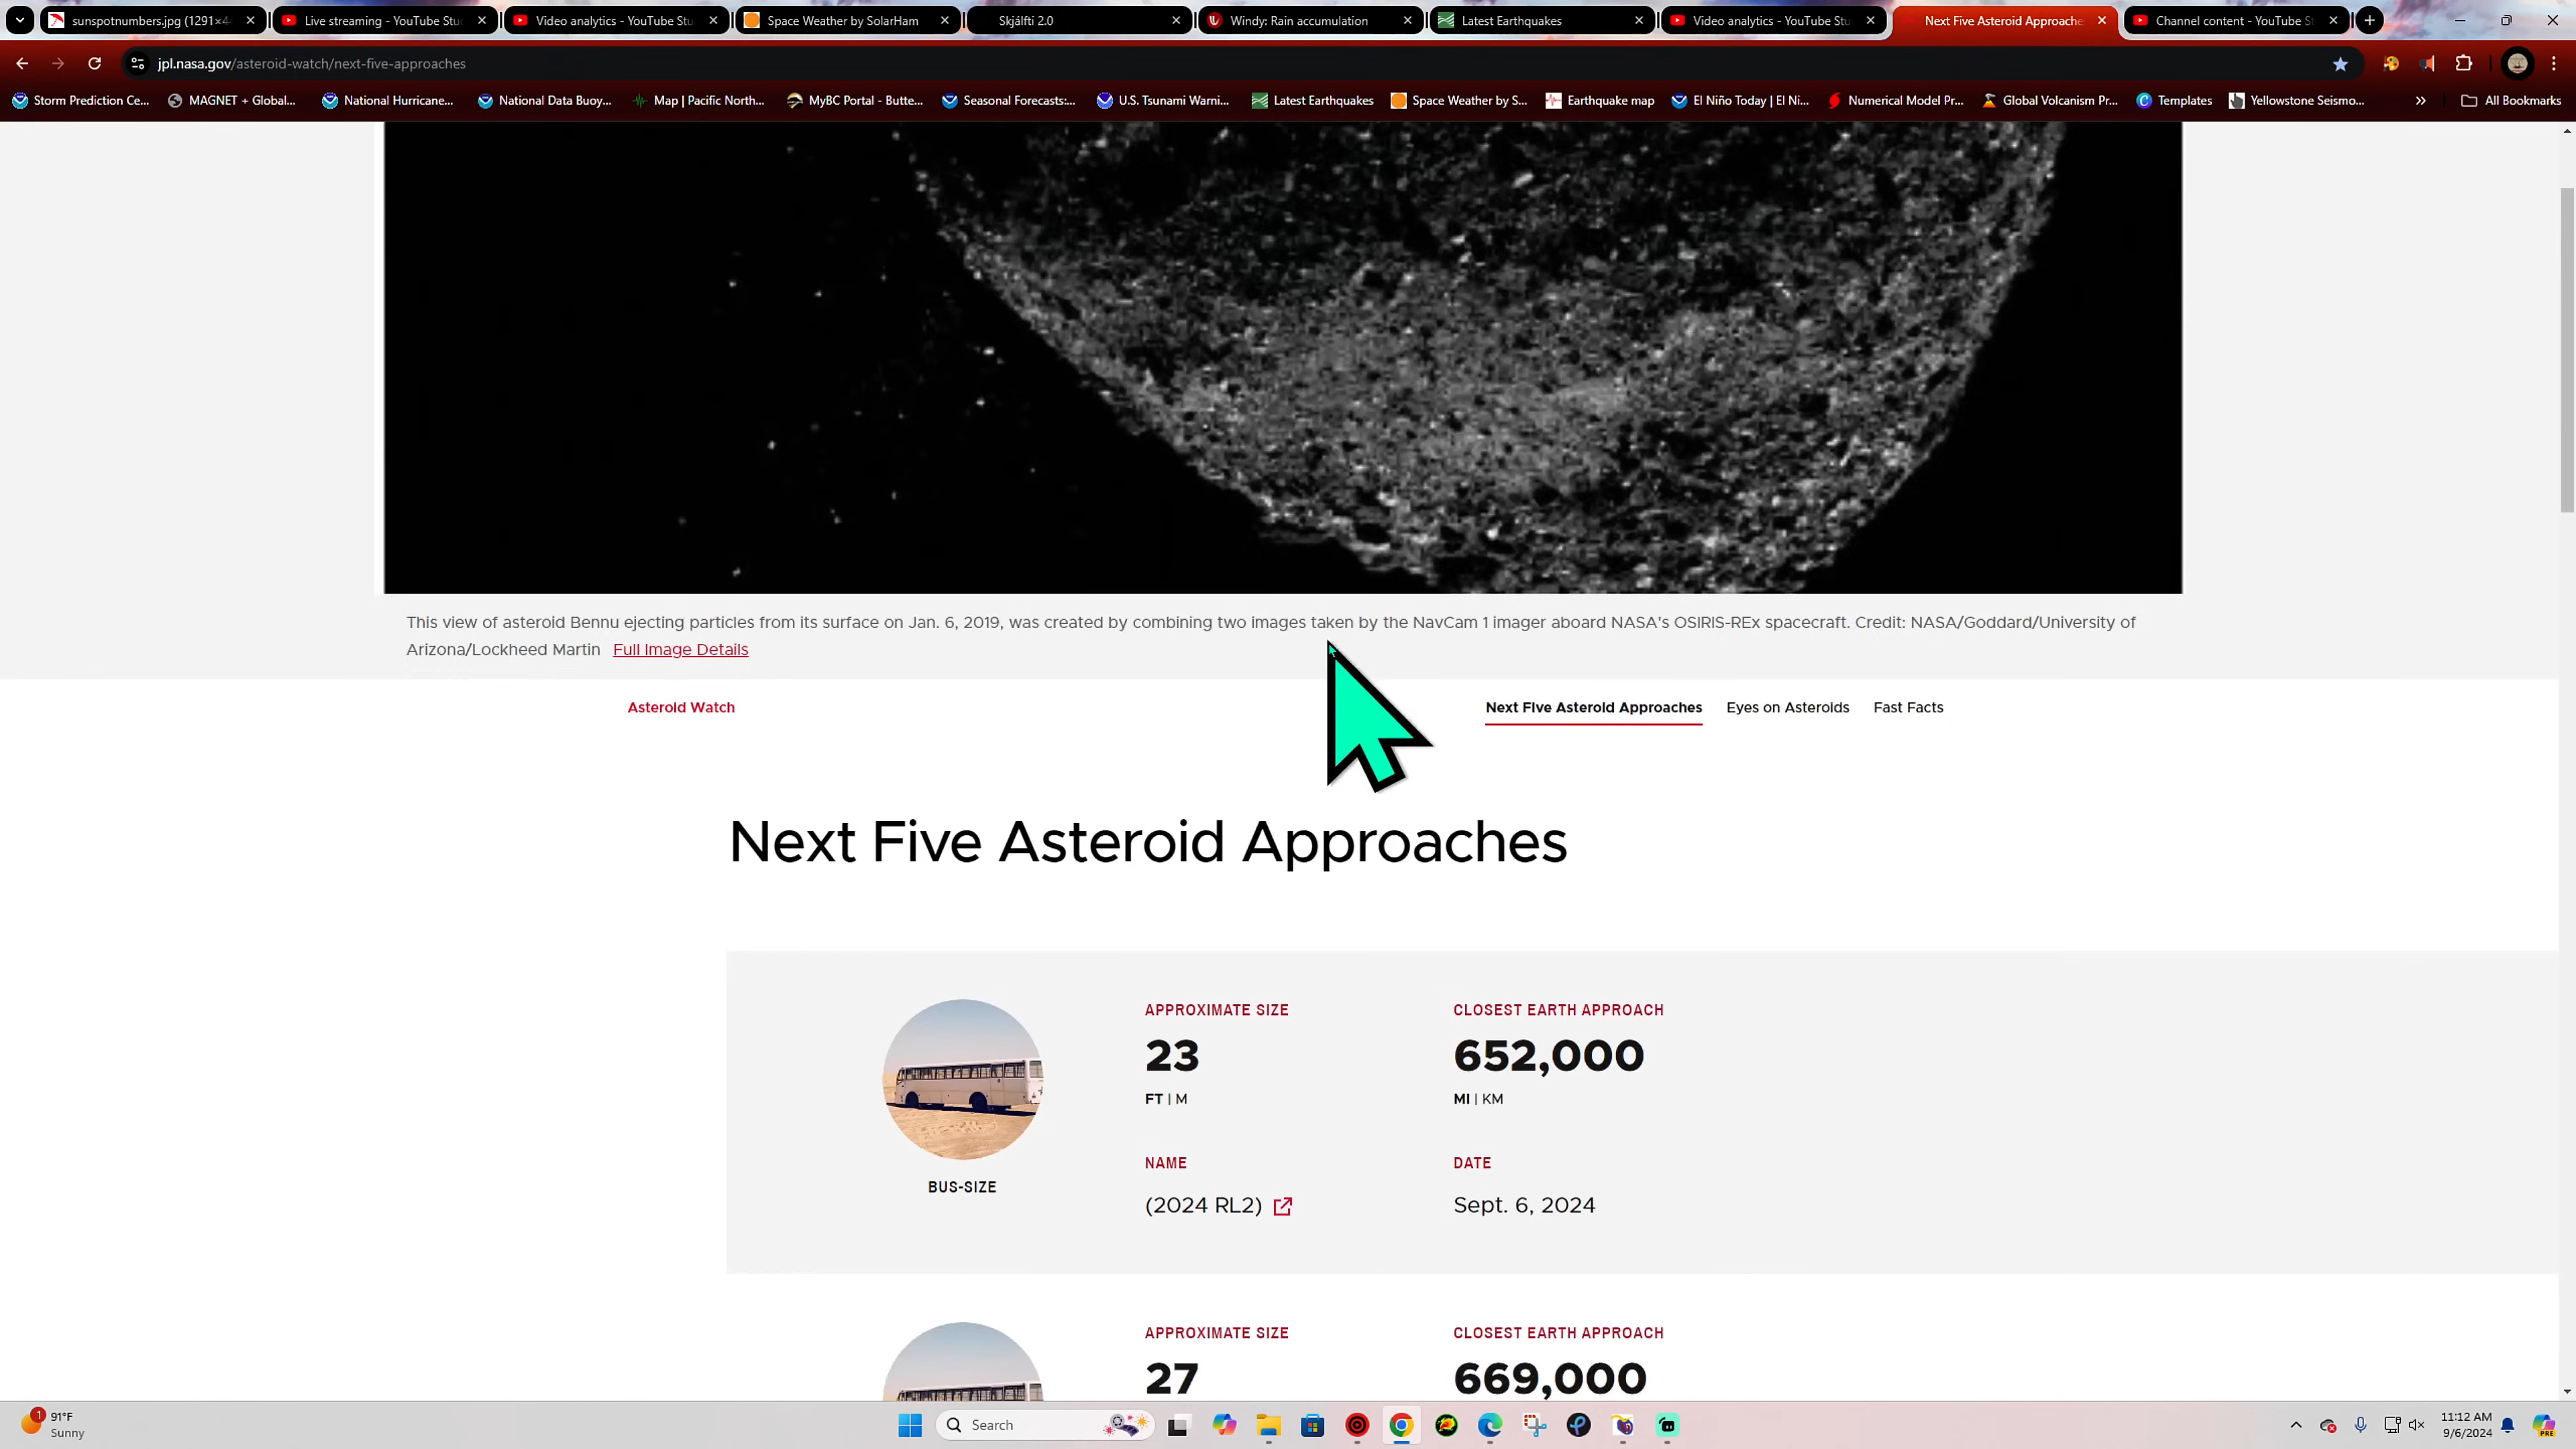 sunspotnumbers.jpg (1291×4
Live streaming - YouTube Stu
Video analytics - YouTube Stu
Space Weather by SolarHam
Skjálfti 2.0
Windy: Rain accumulation
Latest Earthquakes
Video analytics - YouTube Stu
Next Five Asteroid Approache
Channel content - YouTube St
jpl.nasa.gov/asteroid-watch/next-five-approaches
Storm Prediction Ce...
MAGNET + Global...
National Hurricane...
National Data Buoy...
Map | Pacific North...
MyBC Portal - Butte...
Seasonal Forecasts:...
U.S. Tsunami Warni...
Latest Earthquakes
Space Weather by S...
Earthquake map
El Niño Today | El Ni...
Numerical Model Pr...
Global Volcanism Pr...
Templates
Yellowstone Seismo...
All Bookmarks
This view of asteroid Bennu ejecting particles from its surface on Jan. 6, 2019, was created by combining two images taken by the NavCam 1 imager aboard NASA's OSIRIS-REx spacecraft. Credit: NASA/Goddard/University of
Arizona/Lockheed Martin Full Image Details
Asteroid Watch
Next Five Asteroid Approaches
Eyes on Asteroids
Fast Facts
Next Five Asteroid Approaches
APPROXIMATE SIZE
CLOSEST EARTH APPROACH
23
652,000
FT | M
MI | KM
NAME
DATE
BUS-SIZE
(2024 RL2)
Sept. 6, 2024
APPROXIMATE SIZE
CLOSEST EARTH APPROACH
27
669,000
1
91°F
Sunny
Search
PRE
11:12 AM
9/6/2024